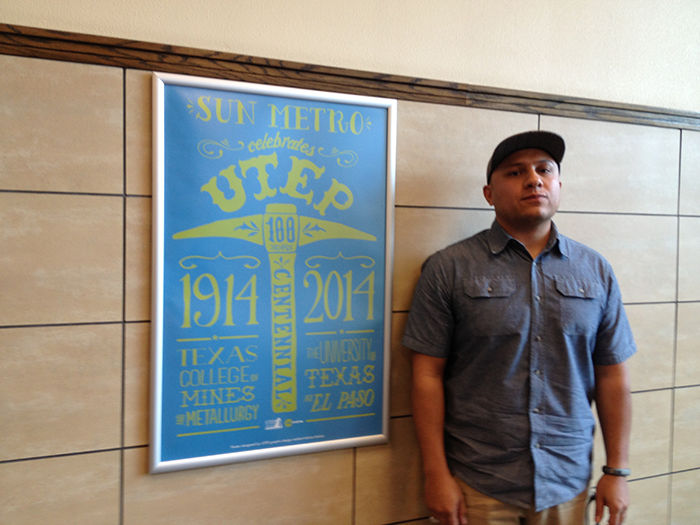 SUN METRO
celebrates
UTEP
100
YEARS
CENTENNIAL
1914
2014
TEXAS
COLLEGE OF
MINES
& METALLURGY
THE UNIVERSITY OF
TEXAS
AT EL PASO